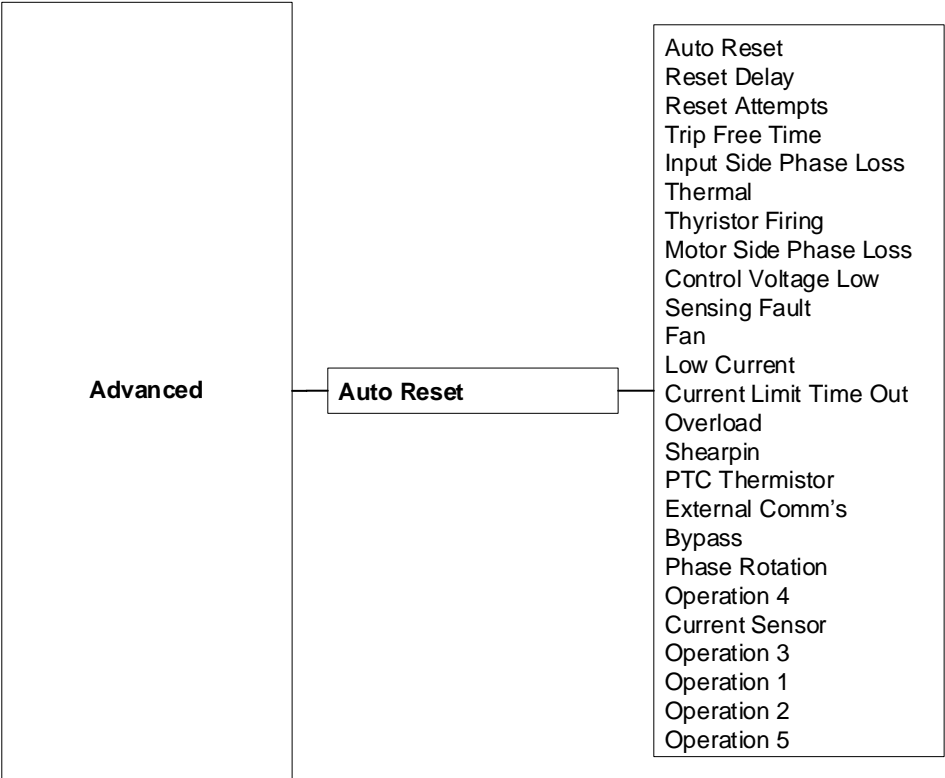 Advanced
Auto Reset
Auto Reset
Reset Delay
Reset Attempts
Trip Free Time
Input Side Phase Loss
Thermal
Thyristor Firing
Motor Side Phase Loss
Control Voltage Low
Sensing Fault
Fan
Low Current
Current Limit Time Out
Overload
Shearpin
PTC Thermistor
External Comm’s
Bypass
Phase Rotation
Operation 4
Current Sensor
Operation 3
Operation 1
Operation 2
Operation 5